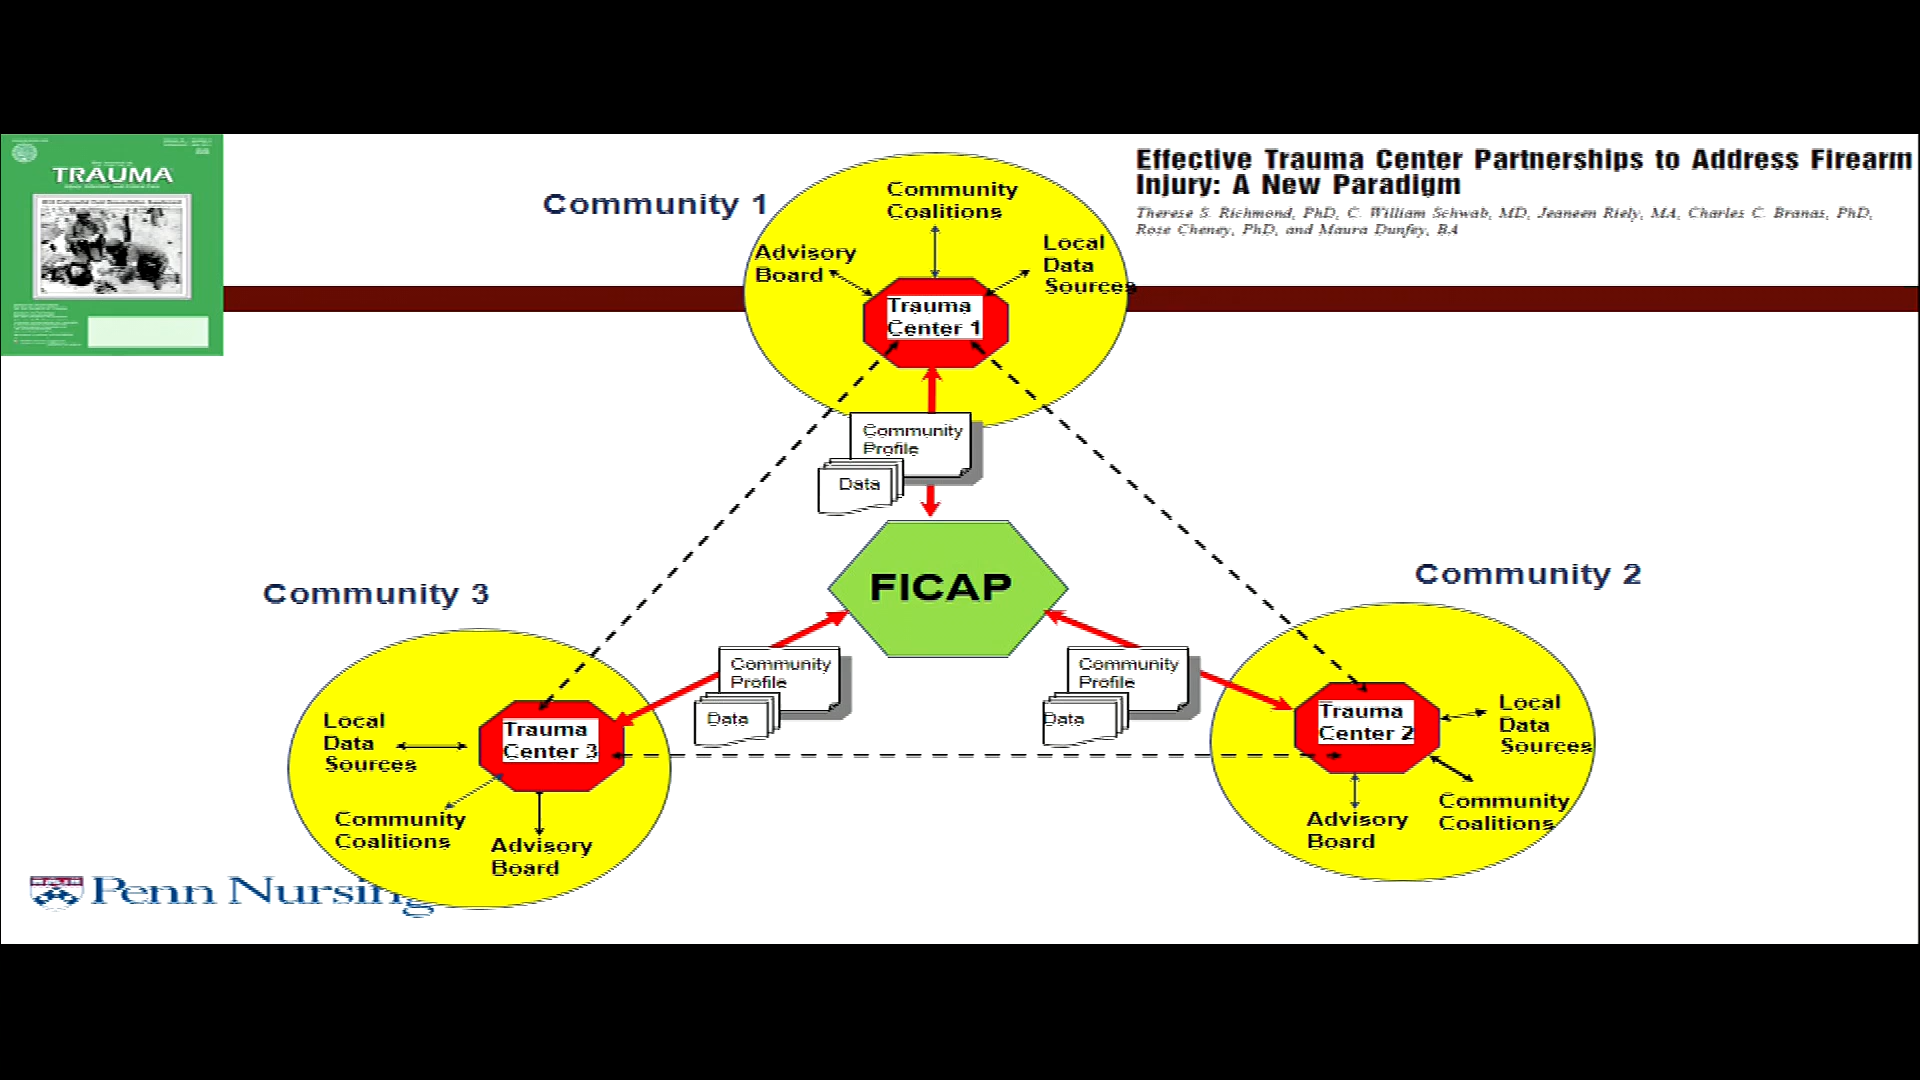 TRAUMA
Effective Trauma Center Partnerships to Address Firearm
Injury: A New Paradigm
Therese S. Richmond, PhD, C. William Schwab, MD, Jeaneen Riely, MA, Charles C. Branas, PhD,
Rose Cheney, PhD, and Maura Dunfey, BA
Community 1
Community
Coalitions
Advisory
Board
Local
Data
Sources
Trauma
Center 1
Community
Profile
Data
FICAP
Community 3
Community 2
Community
Profile
Data
Community
Profile
Data
Local
Data
Sources
Trauma
Center 3
Community
Coalitions
Advisory
Board
Trauma
Center 2
Local
Data
Sources
Advisory
Board
Community
Coalitions
Penn Nursing